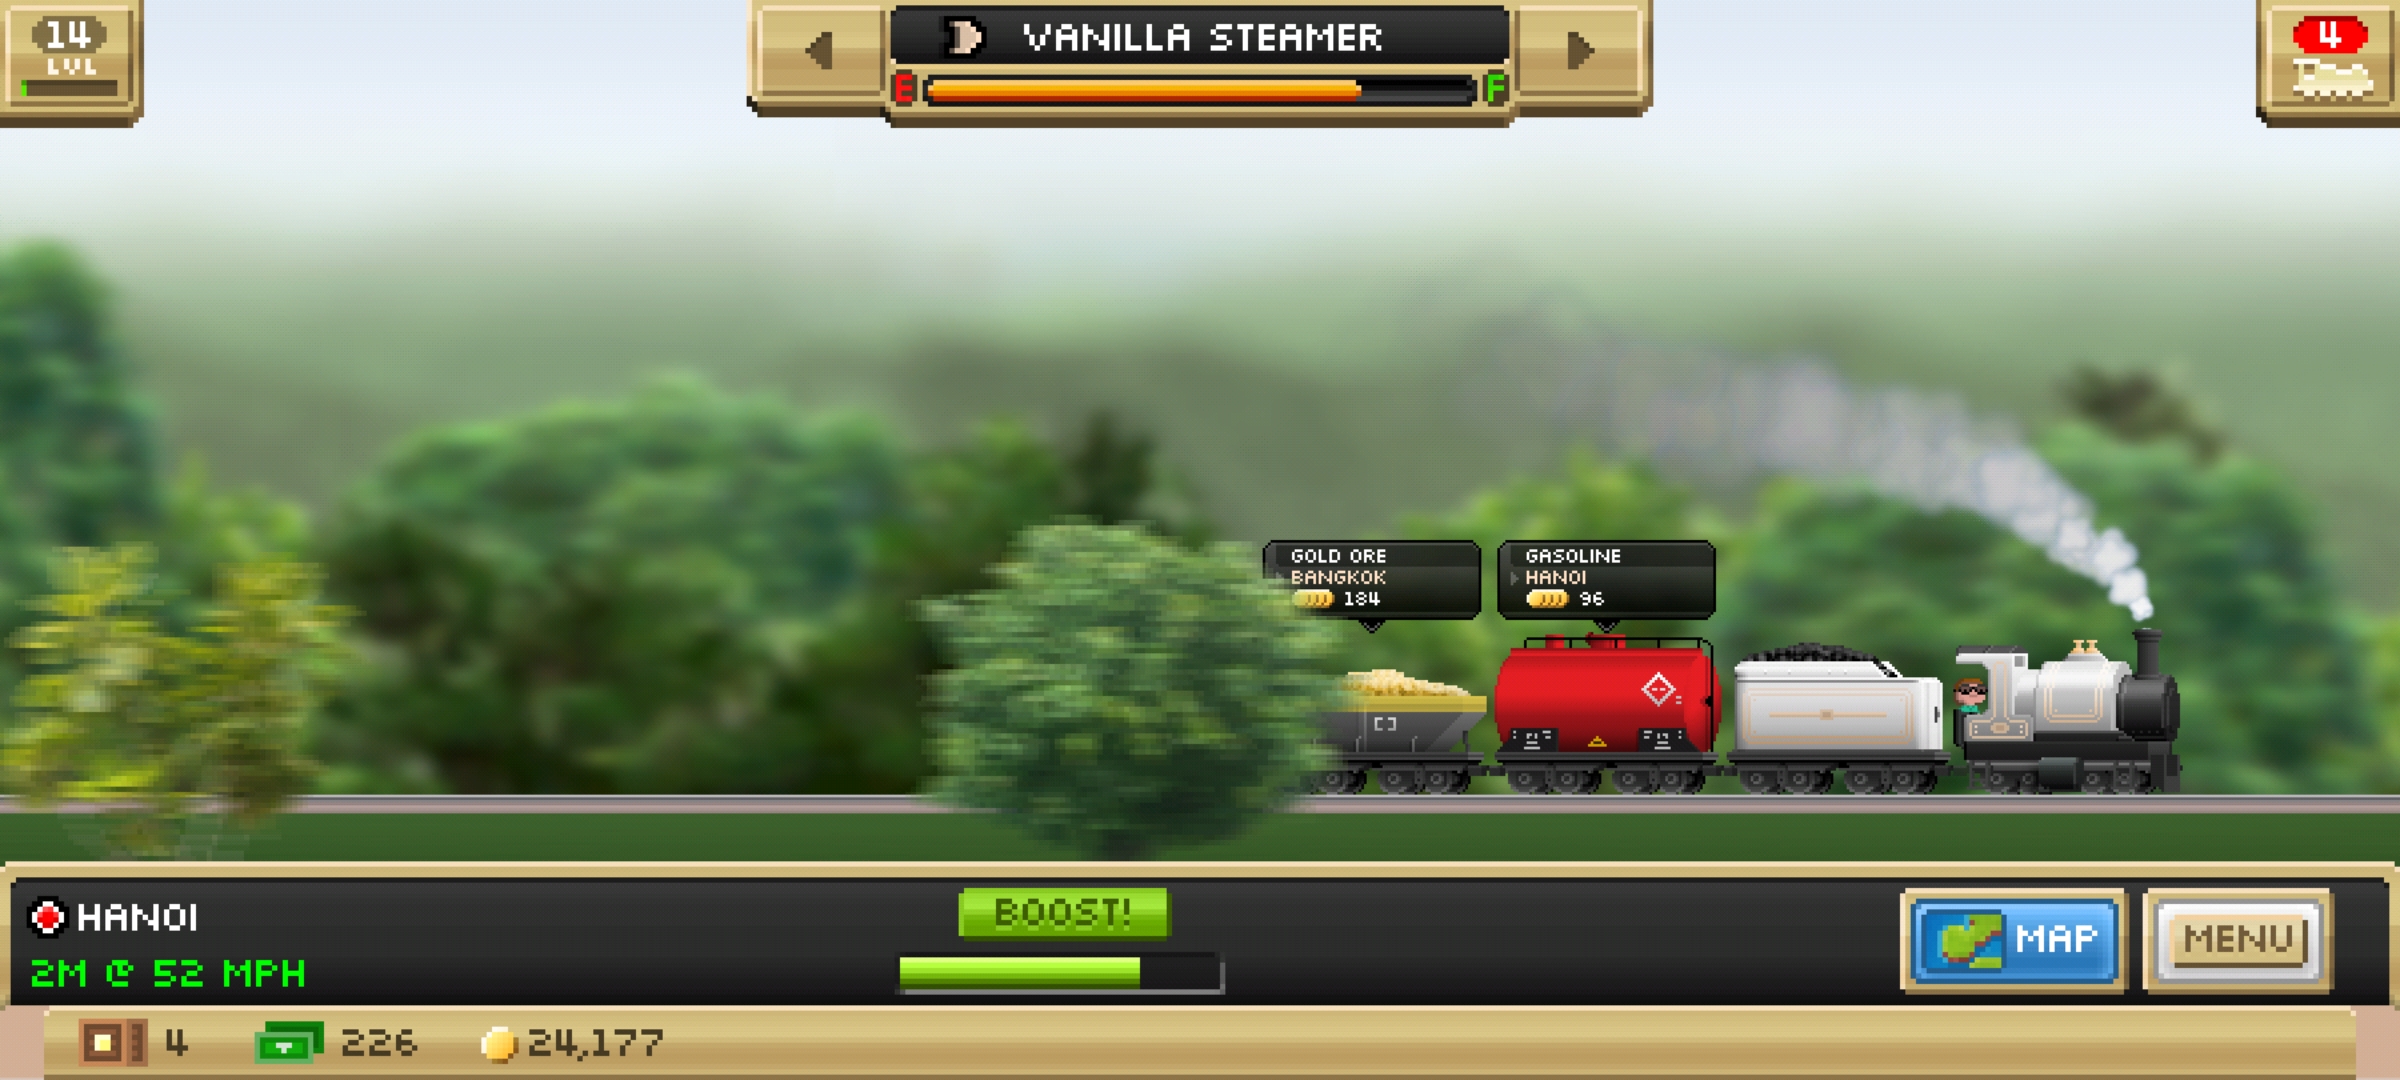 14
LVL
VANILLA STEAMER
E
F
4
GOLD ORE
BANGKOK
184
GASOLINE
HANOI
96
HANOI
2M @ 52 MPH
BOOST!
MAP
MENU
4
226
24,177